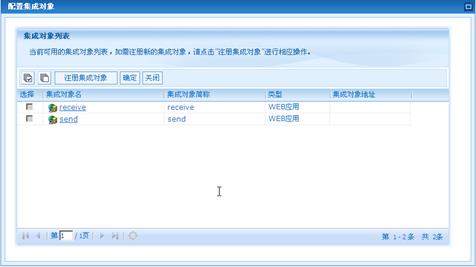 配置集成对象
集成对象列表
当前可用的集成对象列表，如需注册新的集成对象，请点击"注册集成对象"进行相应操作。
注册集成对象 确定 关闭
选择 集成对象名 集成对象简称 类型 集成对象地址
receive receive WEB应用
send send WEB应用
第 1 / 1页 第 1 - 2 条 共 2条